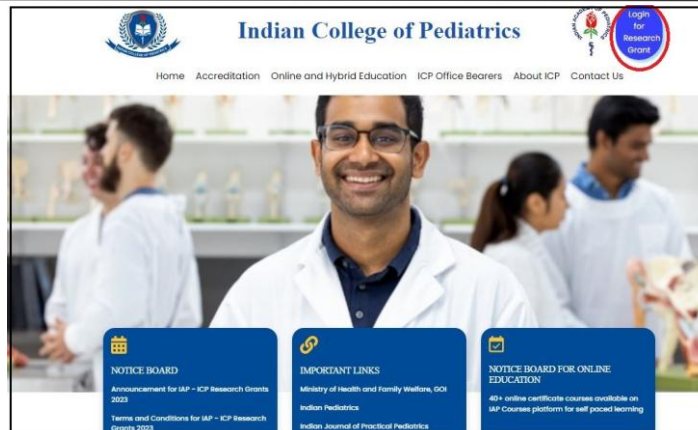 Indian College of Pediatrics
Login
for
Research
Grant
Home Accreditation Online and Hybrid Education ICP Office Bearers About ICP Contact Us
NOTICE BOARD
Announcement for IAP - ICP Research Grants
2023
Terms and Conditions for IAP - ICP Research
Grants 2023
IMPORTANT LINKS
Ministry of Health and Family Welfare, GOI
Indian Pediatrics
Indian Journal of Practical Pediatrics
NOTICE BOARD FOR ONLINE
EDUCATION
40+ online certificate courses available on
IAP Courses platform for self paced learning